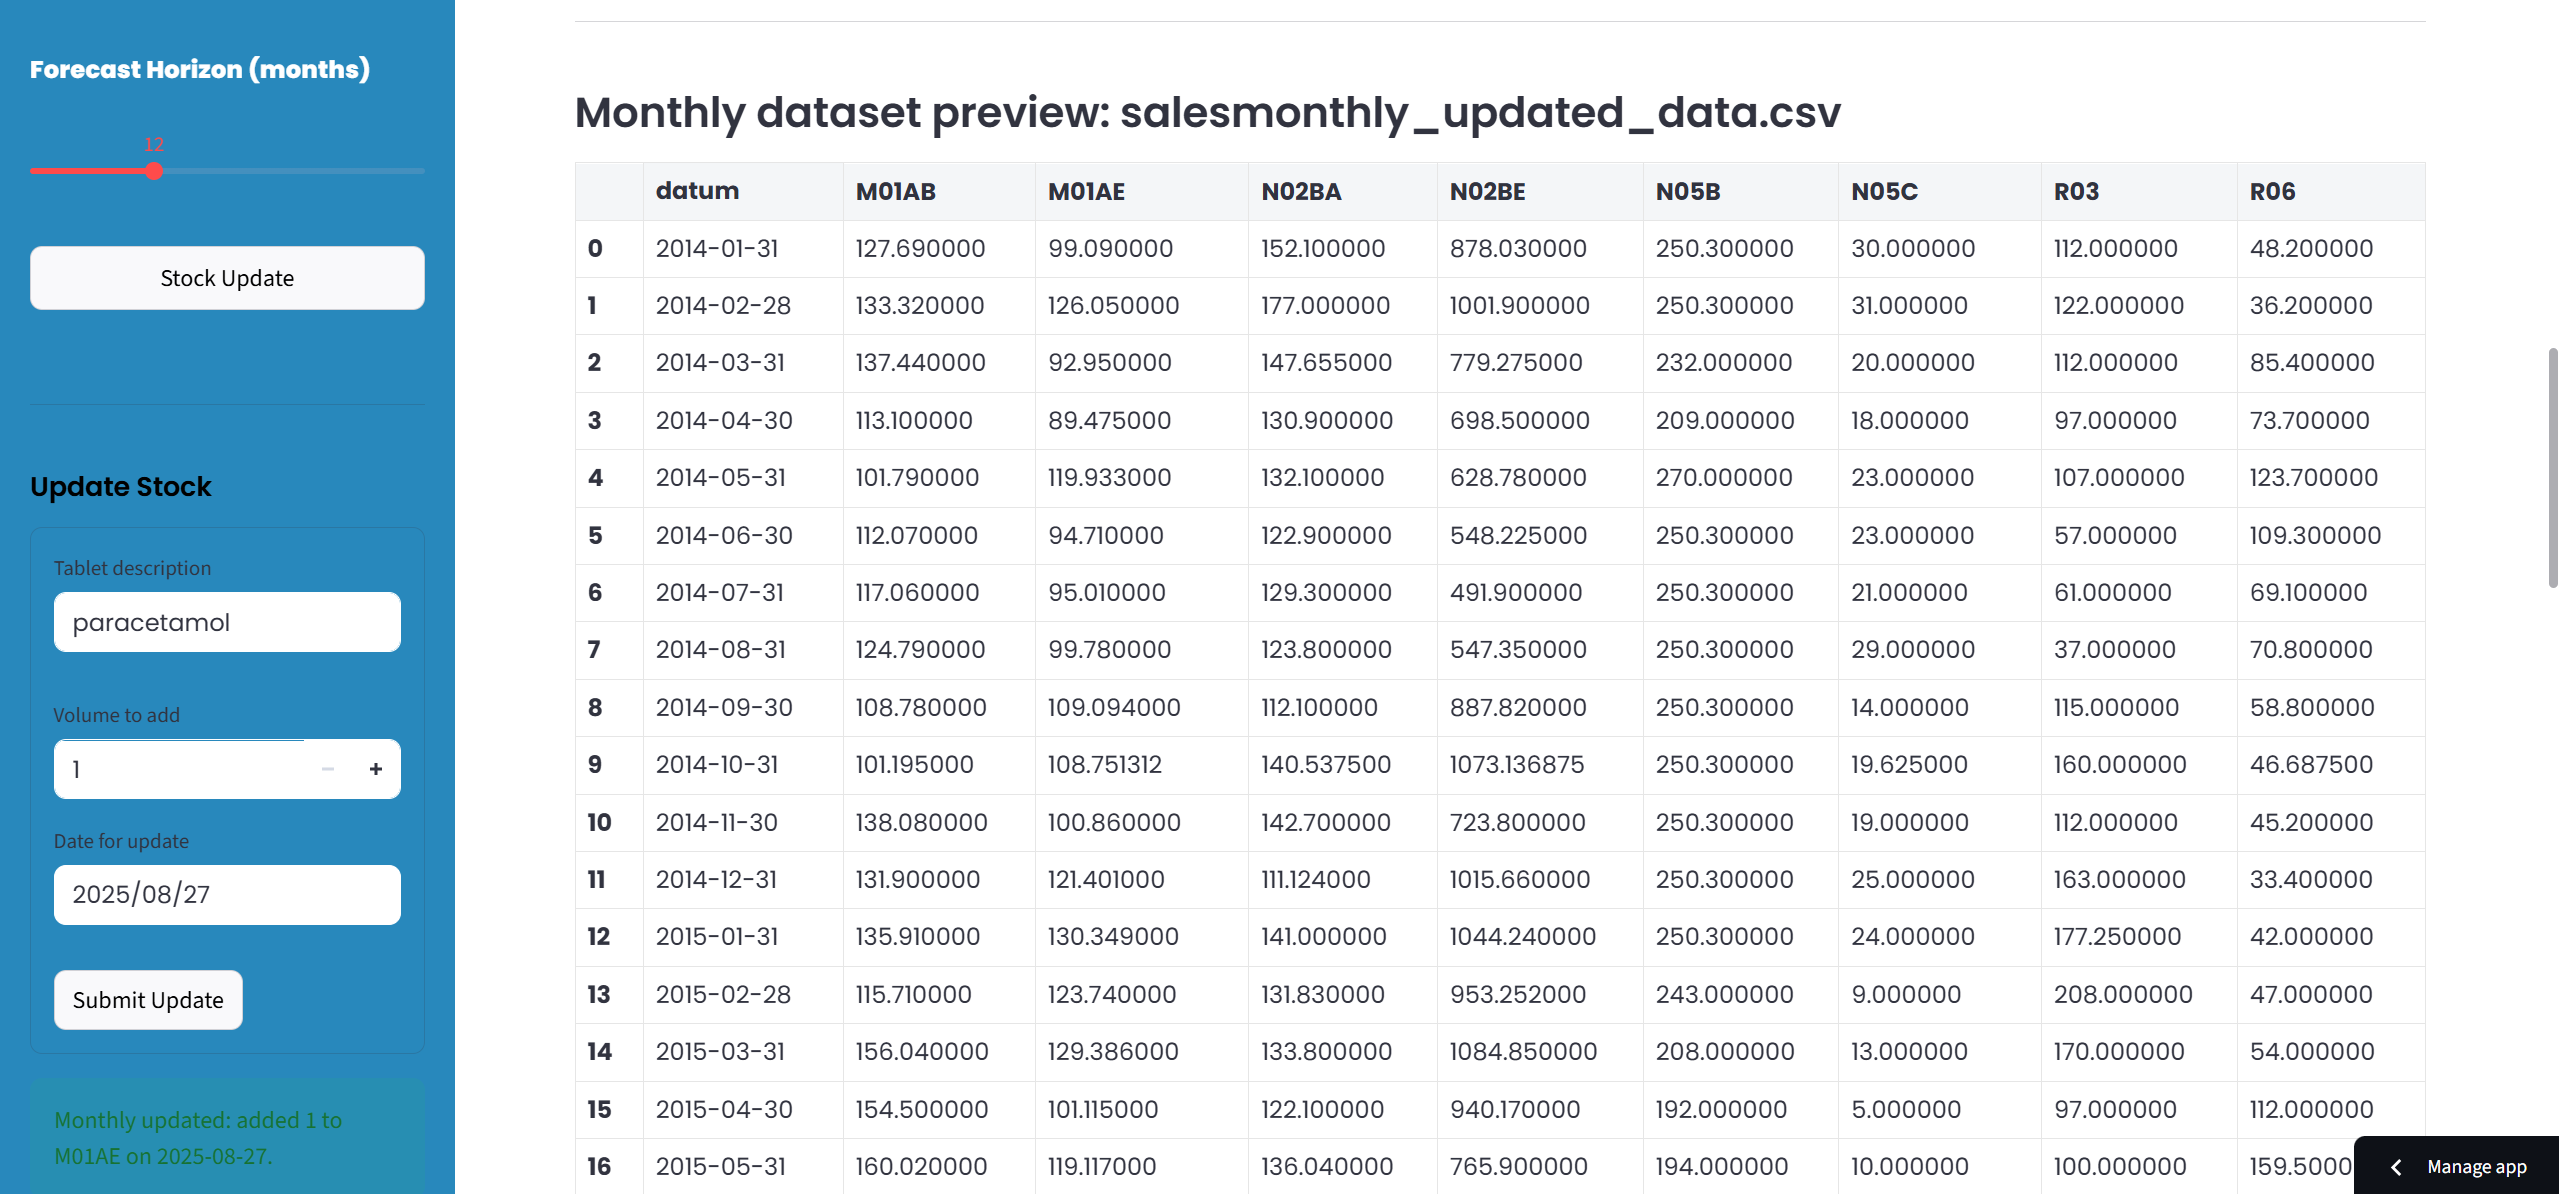 Forecast Horizon (months)
12
Stock Update
Update Stock
Tablet description
paracetamol
Volume to add
1
− +
Date for update
2025/08/27
Submit Update
Monthly updated: added 1 to
M01AE on 2025-08-27.
Monthly dataset preview: salesmonthly_updated_data.csv
datum M01AB M01AE N02BA N02BE N05B N05C R03 R06
0 2014-01-31 127.690000 99.090000 152.100000 878.030000 250.300000 30.000000 112.000000 48.200000
1 2014-02-28 133.320000 126.050000 177.000000 1001.900000 250.300000 31.000000 122.000000 36.200000
2 2014-03-31 137.440000 92.950000 147.655000 779.275000 232.000000 20.000000 112.000000 85.400000
3 2014-04-30 113.100000 89.475000 130.900000 698.500000 209.000000 18.000000 97.000000 73.700000
4 2014-05-31 101.790000 119.933000 132.100000 628.780000 270.000000 23.000000 107.000000 123.700000
5 2014-06-30 112.070000 94.710000 122.900000 548.225000 250.300000 23.000000 57.000000 109.300000
6 2014-07-31 117.060000 95.010000 129.300000 491.900000 250.300000 21.000000 61.000000 69.100000
7 2014-08-31 124.790000 99.780000 123.800000 547.350000 250.300000 29.000000 37.000000 70.800000
8 2014-09-30 108.780000 109.094000 112.100000 887.820000 250.300000 14.000000 115.000000 58.800000
9 2014-10-31 101.195000 108.751312 140.537500 1073.136875 250.300000 19.625000 160.000000 46.687500
10 2014-11-30 138.080000 100.860000 142.700000 723.800000 250.300000 19.000000 112.000000 45.200000
11 2014-12-31 131.900000 121.401000 111.124000 1015.660000 250.300000 25.000000 163.000000 33.400000
12 2015-01-31 135.910000 130.349000 141.000000 1044.240000 250.300000 24.000000 177.250000 42.000000
13 2015-02-28 115.710000 123.740000 131.830000 953.252000 243.000000 9.000000 208.000000 47.000000
14 2015-03-31 156.040000 129.386000 133.800000 1084.850000 208.000000 13.000000 170.000000 54.000000
15 2015-04-30 154.500000 101.115000 122.100000 940.170000 192.000000 5.000000 97.000000 112.000000
16 2015-05-31 160.020000 119.117000 136.040000 765.900000 194.000000 10.000000 100.000000 159.5000
Manage app